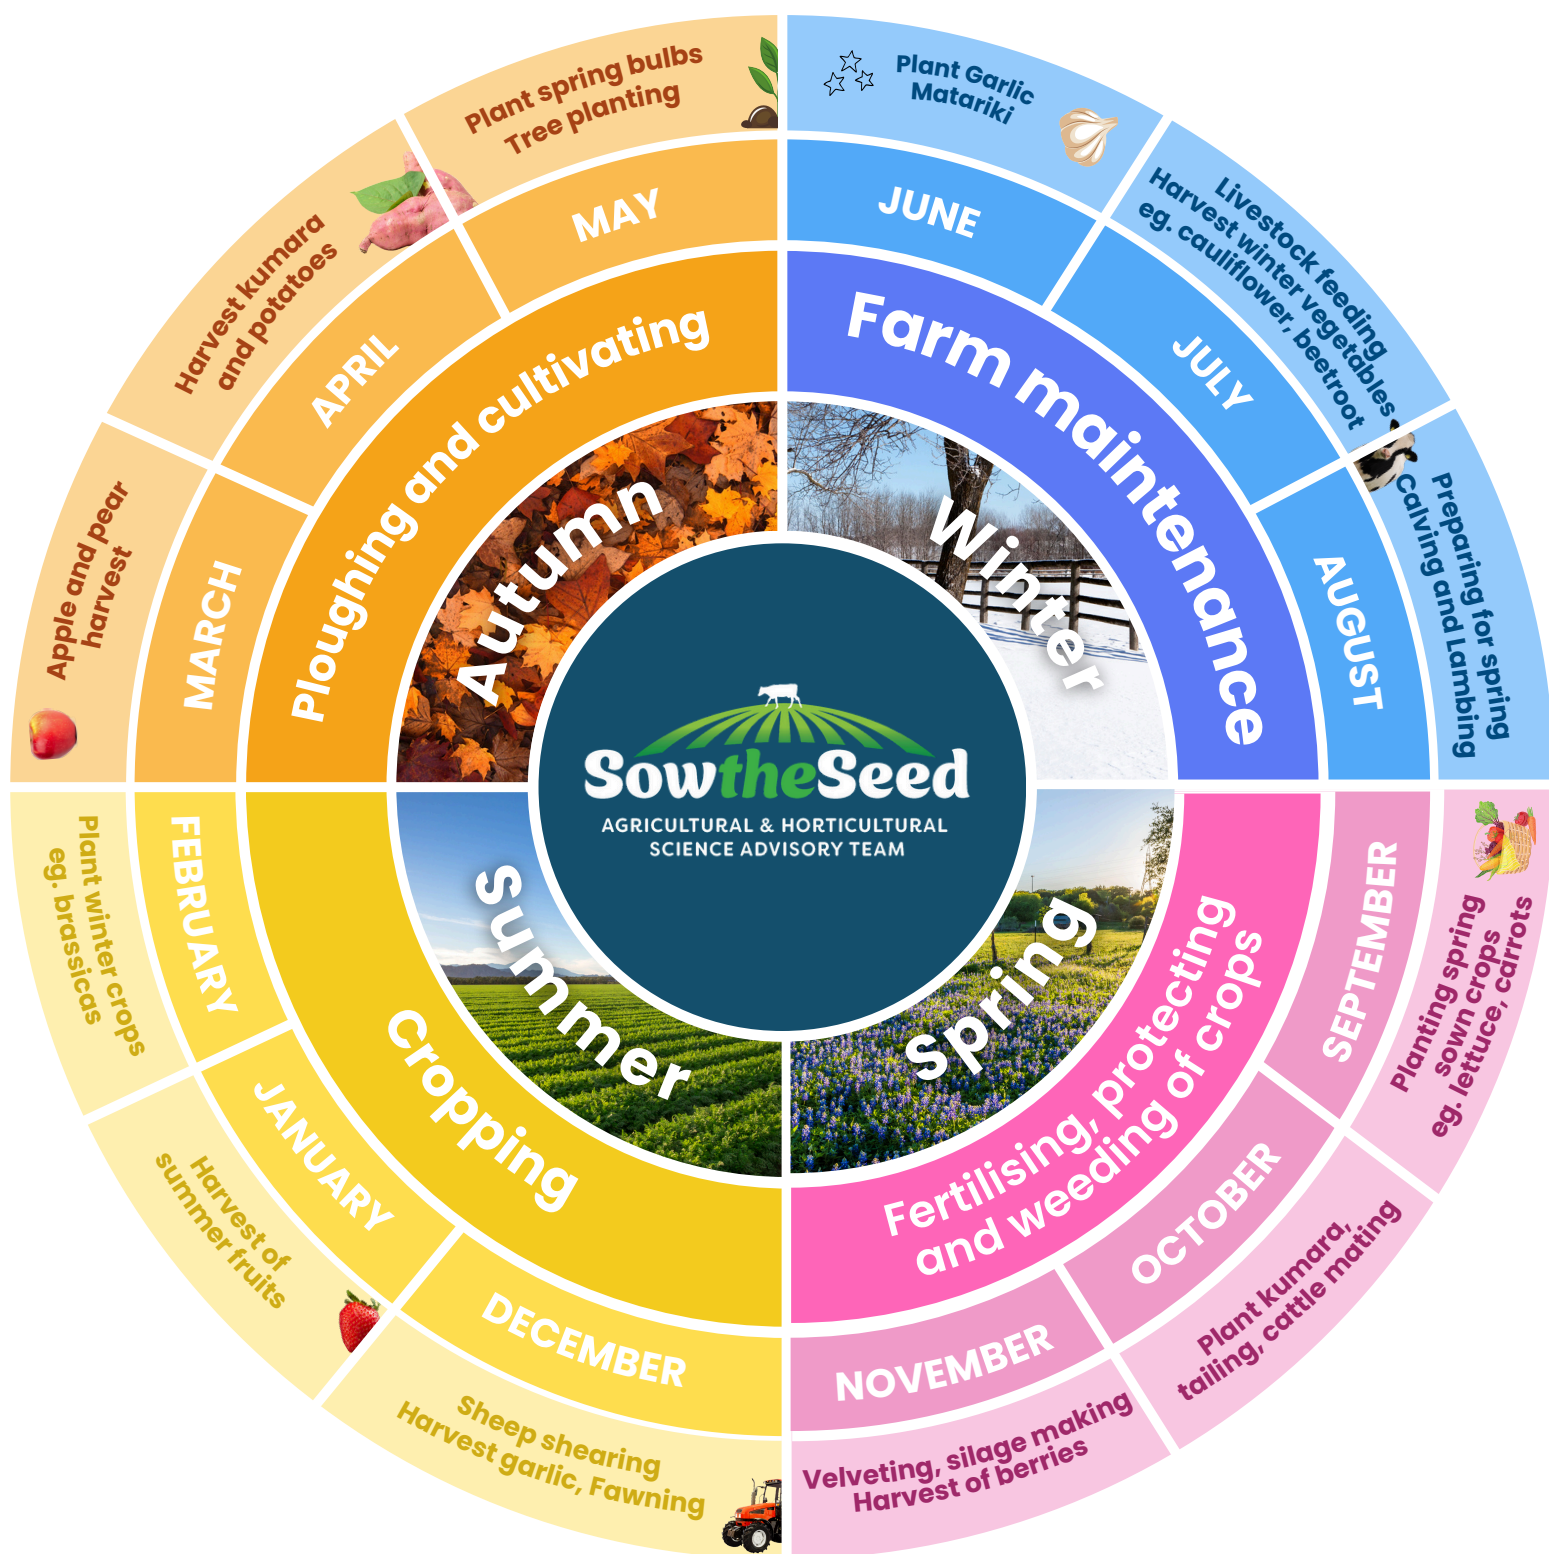 SowtheSeed
AGRICULTURAL & HORTICULTURAL
SCIENCE ADVISORY TEAM
Winter
Farm maintenance
JUNE
Plant Garlic
Matariki
JULY
Livestock feeding
Harvest winter vegetables
eg. cauliflower, beetroot
AUGUST
Preparing for spring
Calving and Lambing
Spring
Fertilising, protecting
and weeding of crops
SEPTEMBER
Planting spring
sown crops
eg. lettuce, carrots
OCTOBER
Plant kumara,
tailing, cattle mating
NOVEMBER
Velveting, silage making
Harvest of berries
Summer
Cropping
DECEMBER
Sheep shearing
Harvest garlic, Fawning
JANUARY
Harvest of
summer fruits
FEBRUARY
Plant winter crops
eg. brassicas
Autumn
Ploughing and cultivating
MARCH
Apple and pear
harvest
APRIL
Harvest kumara
and potatoes
MAY
Plant spring bulbs
Tree planting